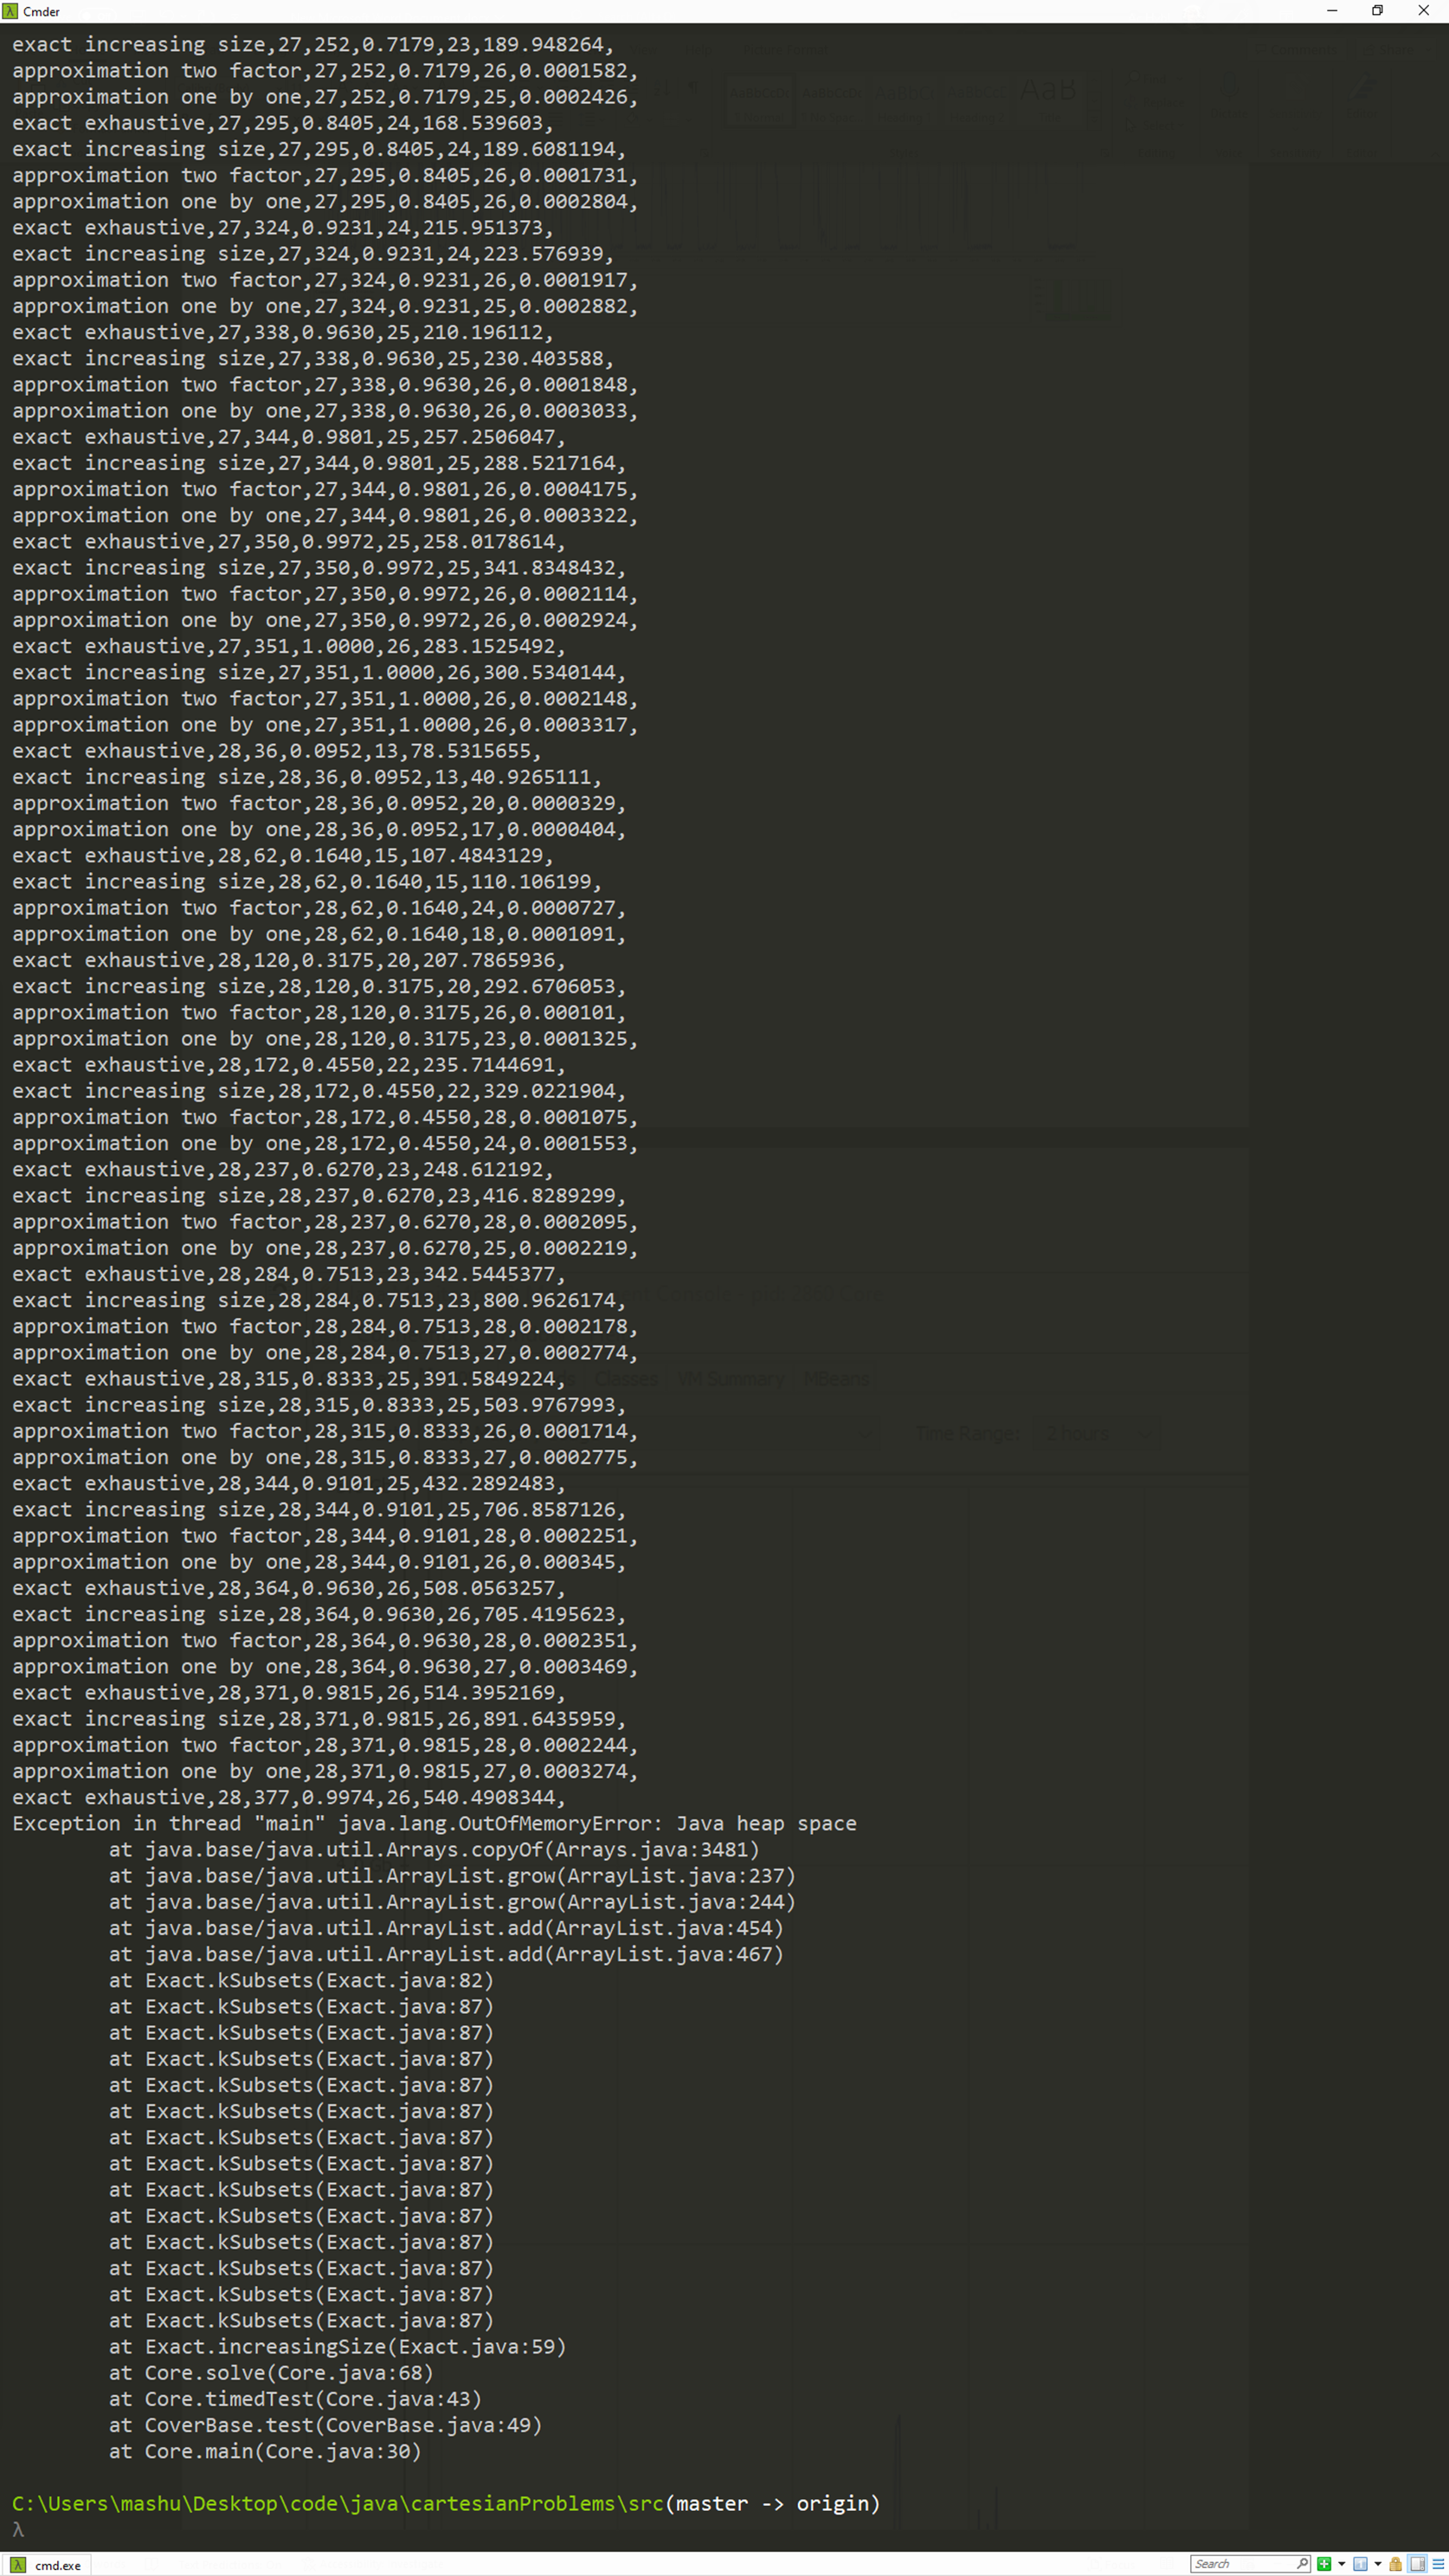 Cmder
exact increasing size,27,252,0.7179,23,189.948264,
approximation two factor,27,252,0.7179,26,0.0001582,
approximation one by one,27,252,0.7179,25,0.0002426,
exact exhaustive,27,295,0.8405,24,168.539603,
exact increasing size,27,295,0.8405,24,189.6081194,
approximation two factor,27,295,0.8405,26,0.0001731,
approximation one by one,27,295,0.8405,26,0.0002804,
exact exhaustive,27,324,0.9231,24,215.951373,
exact increasing size,27,324,0.9231,24,223.576939,
approximation two factor,27,324,0.9231,26,0.0001917,
approximation one by one,27,324,0.9231,25,0.0002882,
exact exhaustive,27,338,0.9630,25,210.196112,
exact increasing size,27,338,0.9630,25,230.403588,
approximation two factor,27,338,0.9630,26,0.0001848,
approximation one by one,27,338,0.9630,26,0.0003033,
exact exhaustive,27,344,0.9801,25,257.2506047,
exact increasing size,27,344,0.9801,25,288.5217164,
approximation two factor,27,344,0.9801,26,0.0004175,
approximation one by one,27,344,0.9801,26,0.0003322,
exact exhaustive,27,350,0.9972,25,258.0178614,
exact increasing size,27,350,0.9972,25,341.8348432,
approximation two factor,27,350,0.9972,26,0.0002114,
approximation one by one,27,350,0.9972,26,0.0002924,
exact exhaustive,27,351,1.0000,26,283.1525492,
exact increasing size,27,351,1.0000,26,300.5340144,
approximation two factor,27,351,1.0000,26,0.0002148,
approximation one by one,27,351,1.0000,26,0.0003317,
exact exhaustive,28,36,0.0952,13,78.5315655,
exact increasing size,28,36,0.0952,13,40.9265111,
approximation two factor,28,36,0.0952,20,0.0000329,
approximation one by one,28,36,0.0952,17,0.0000404,
exact exhaustive,28,62,0.1640,15,107.4843129,
exact increasing size,28,62,0.1640,15,110.106199,
approximation two factor,28,62,0.1640,24,0.0000727,
approximation one by one,28,62,0.1640,18,0.0001091,
exact exhaustive,28,120,0.3175,20,207.7865936,
exact increasing size,28,120,0.3175,20,292.6706053,
approximation two factor,28,120,0.3175,26,0.000101,
approximation one by one,28,120,0.3175,23,0.0001325,
exact exhaustive,28,172,0.4550,22,235.7144691,
exact increasing size,28,172,0.4550,22,329.0221904,
approximation two factor,28,172,0.4550,28,0.0001075,
approximation one by one,28,172,0.4550,24,0.0001553,
exact exhaustive,28,237,0.6270,23,248.612192,
exact increasing size,28,237,0.6270,23,416.8289299,
approximation two factor,28,237,0.6270,28,0.0002095,
approximation one by one,28,237,0.6270,25,0.0002219,
exact exhaustive,28,284,0.7513,23,342.5445377,
exact increasing size,28,284,0.7513,23,800.9626174,
approximation two factor,28,284,0.7513,28,0.0002178,
approximation one by one,28,284,0.7513,27,0.0002774,
exact exhaustive,28,315,0.8333,25,391.5849224, Classes VM Summary MBeans
exact increasing size,28,315,0.8333,25,503.9767993,
approximation two factor,28,315,0.8333,26,0.0001714, Time Range: 2 hours
approximation one by one,28,315,0.8333,27,0.0002775,
exact exhaustive,28,344,0.9101,25,432.2892483,
exact increasing size,28,344,0.9101,25,706.8587126,
approximation two factor,28,344,0.9101,28,0.0002251,
approximation one by one,28,344,0.9101,26,0.000345,
exact exhaustive,28,364,0.9630,26,508.0563257,
exact increasing size,28,364,0.9630,26,705.4195623,
approximation two factor,28,364,0.9630,28,0.0002351,
approximation one by one,28,364,0.9630,27,0.0003469,
exact exhaustive,28,371,0.9815,26,514.3952169,
exact increasing size,28,371,0.9815,26,891.6435959,
approximation two factor,28,371,0.9815,28,0.0002244,
approximation one by one,28,371,0.9815,27,0.0003274,
exact exhaustive,28,377,0.9974,26,540.4908344,
Exception in thread "main" java.lang.OutOfMemoryError: Java heap space
at java.base/java.util.Arrays.copyOf(Arrays.java:3481)
at java.base/java.util.ArrayList.grow(ArrayList.java:237)
at java.base/java.util.ArrayList.grow(ArrayList.java:244)
at java.base/java.util.ArrayList.add(ArrayList.java:454)
at java.base/java.util.ArrayList.add(ArrayList.java:467)
at Exact.kSubsets(Exact.java:82)
at Exact.kSubsets(Exact.java:87)
at Exact.kSubsets(Exact.java:87)
at Exact.kSubsets(Exact.java:87)
at Exact.kSubsets(Exact.java:87)
at Exact.kSubsets(Exact.java:87)
at Exact.kSubsets(Exact.java:87)
at Exact.kSubsets(Exact.java:87)
at Exact.kSubsets(Exact.java:87)
at Exact.kSubsets(Exact.java:87)
at Exact.kSubsets(Exact.java:87)
at Exact.kSubsets(Exact.java:87)
at Exact.kSubsets(Exact.java:87)
at Exact.kSubsets(Exact.java:87)
at Exact.increasingSize(Exact.java:59)
at Core.solve(Core.java:68)
at Core.timedTest(Core.java:43)
at CoverBase.test(CoverBase.java:49)
at Core.main(Core.java:30)
C:\Users\mashu\Desktop\code\java\cartesianProblems\src(master -> origin)
λ
cmd.exe
Search